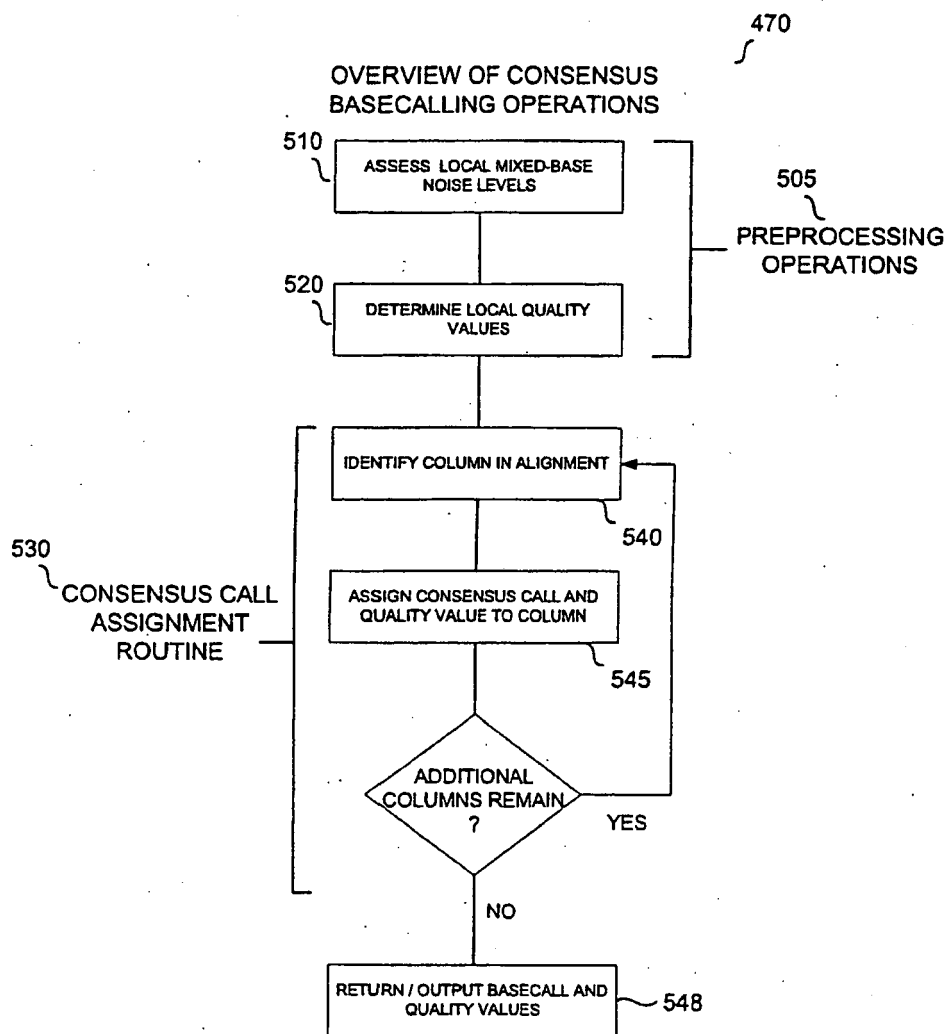 470
OVERVIEW OF CONSENSUS
BASECALLING OPERATIONS
510
ASSESS LOCAL MIXED-BASE
NOISE LEVELS
505
PREPROCESSING
OPERATIONS
520
DETERMINE LOCAL QUALITY
VALUES
IDENTIFY COLUMN IN ALIGNMENT
540
530
CONSENSUS CALL
ASSIGNMENT
ROUTINE
ASSIGN CONSENSUS CALL AND
QUALITY VALUE TO COLUMN
545
ADDITIONAL
COLUMNS REMAIN
?
YES
NO
RETURN / OUTPUT BASECALL AND
QUALITY VALUES
548